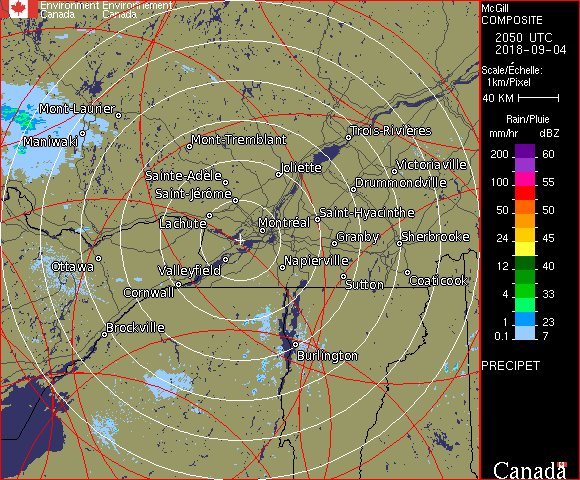 Environment Environnement
Canada Canada
McGill
COMPOSITE
2050 UTC
2018-09-04
Scale/Échelle:
1km/Pixel
40 KM
Rain/Pluie
mm/hr dBZ
200 60
100 55
50 50
24 45
12 40
4 33
1 23
0.1 7
PRECIPET
Canada
Mont-Laurier
Maniwaki
Mont-Tremblant
Trois-Rivières
Joliette
Victoriaville
Sainte-Adèle
Drummondville
Saint-Jérôme
Saint-Hyacinthe
Lachute
Montréal
Granby
Sherbrooke
Ottawa
Valleyfield
Napierville
Cornwall
Sutton
Coaticook
Brockville
Burlington